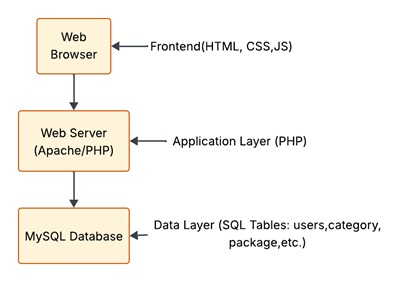 Web
Browser
Frontend(HTML, CSS,JS)
Web Server
(Apache/PHP)
Application Layer (PHP)
MySQL Database
Data Layer (SQL Tables: users,category,
package,etc.)